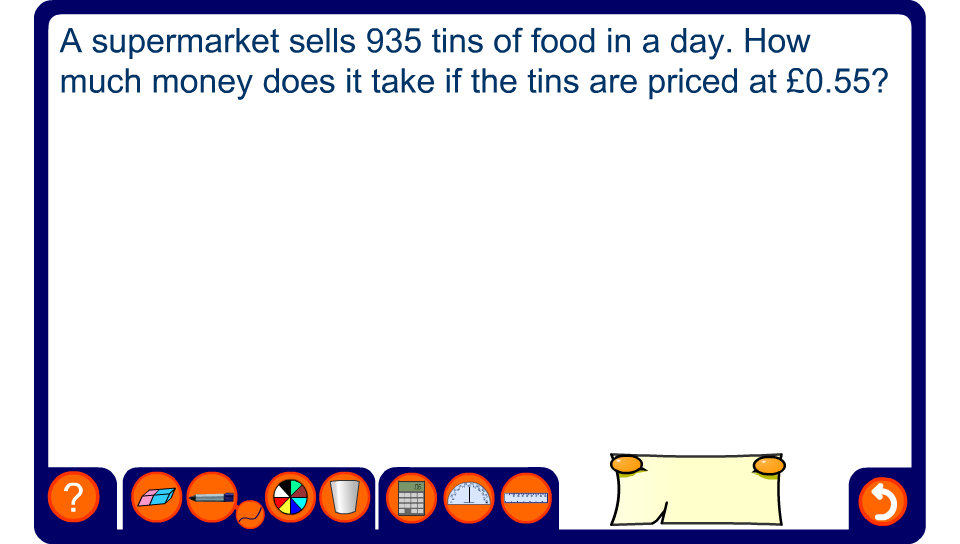 A supermarket sells 935 tins of food in a day. How
much money does it take if the tins are priced at £0.55?
?